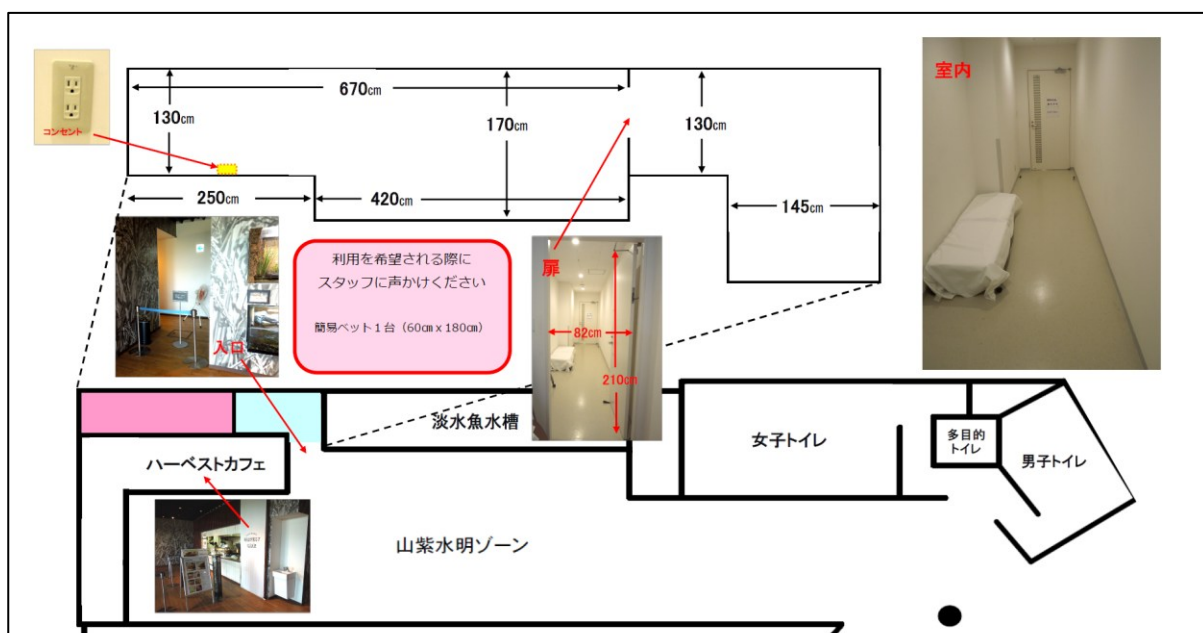 コンセント
670cm
130cm
170cm
130cm
250cm
420cm
145cm
室内
利用を希望される際に
スタッフに声かけください
簡易ベット1台（60cmx180cm）
扉
82cm
210cm
入口
淡水魚水槽
女子トイレ
多目的
トイレ
男子トイレ
ハーベストカフェ
山紫水明ゾーン